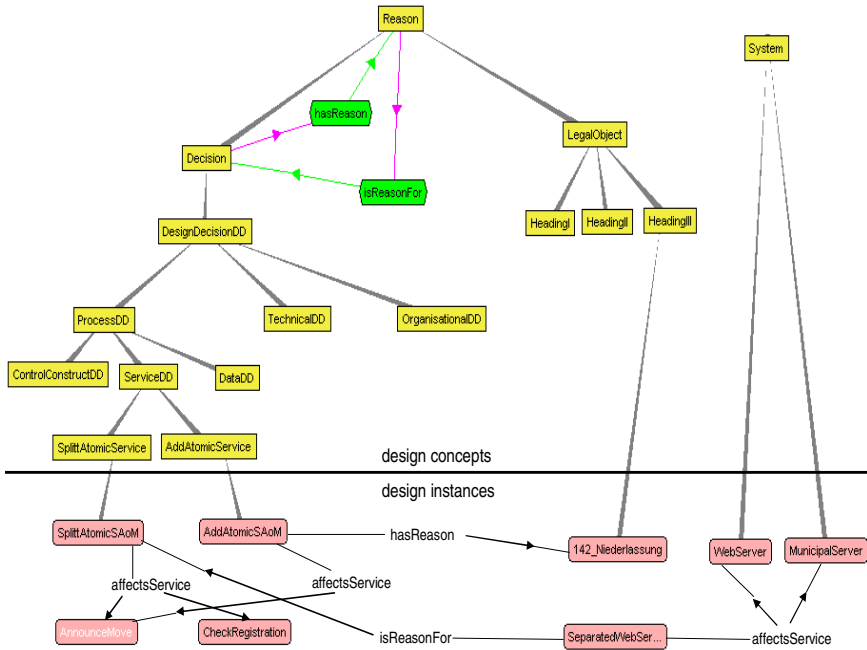 Reason
System
hasReason
LegalObject
Decision
isReasonFor
HeadingI
HeadingII
HeadingIII
DesignDecisionDD
ProcessDD
TechnicalDD
OrganisationalDD
ControlConstructDD
ServiceDD
DataDD
SplittAtomicService
AddAtomicService
design concepts
design instances
SplittAtomicSAoM
AddAtomicSAoM
hasReason
142_Niederlassung
WebServer
MunicipalServer
affectsService
affectsService
AnnounceMove
CheckRegistration
isReasonFor
SeparatedWebSer...
affectsService